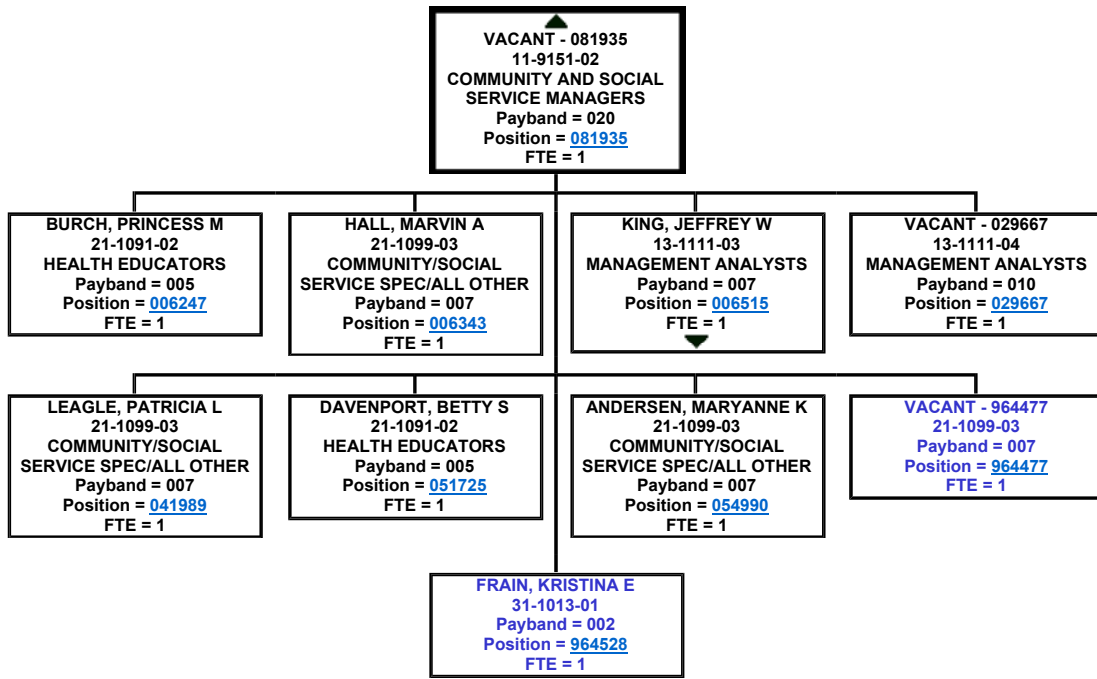 VACANT - 081935
11-9151-02
COMMUNITY AND SOCIAL
SERVICE MANAGERS
Payband = 020
Position = 081935
FTE = 1
BURCH, PRINCESS M
21-1091-02
HEALTH EDUCATORS
Payband = 005
Position = 006247
FTE = 1
HALL, MARVIN A
21-1099-03
COMMUNITY/SOCIAL
SERVICE SPEC/ALL OTHER
Payband = 007
Position = 006343
FTE = 1
KING, JEFFREY W
13-1111-03
MANAGEMENT ANALYSTS
Payband = 007
Position = 006515
FTE = 1
VACANT - 029667
13-1111-04
MANAGEMENT ANALYSTS
Payband = 010
Position = 029667
FTE = 1
LEAGLE, PATRICIA L
21-1099-03
COMMUNITY/SOCIAL
SERVICE SPEC/ALL OTHER
Payband = 007
Position = 041989
FTE = 1
DAVENPORT, BETTY S
21-1091-02
HEALTH EDUCATORS
Payband = 005
Position = 051725
FTE = 1
ANDERSEN, MARYANNE K
21-1099-03
COMMUNITY/SOCIAL
SERVICE SPEC/ALL OTHER
Payband = 007
Position = 054990
FTE = 1
VACANT - 964477
21-1099-03
Payband = 007
Position = 964477
FTE = 1
FRAIN, KRISTINA E
31-1013-01
Payband = 002
Position = 964528
FTE = 1